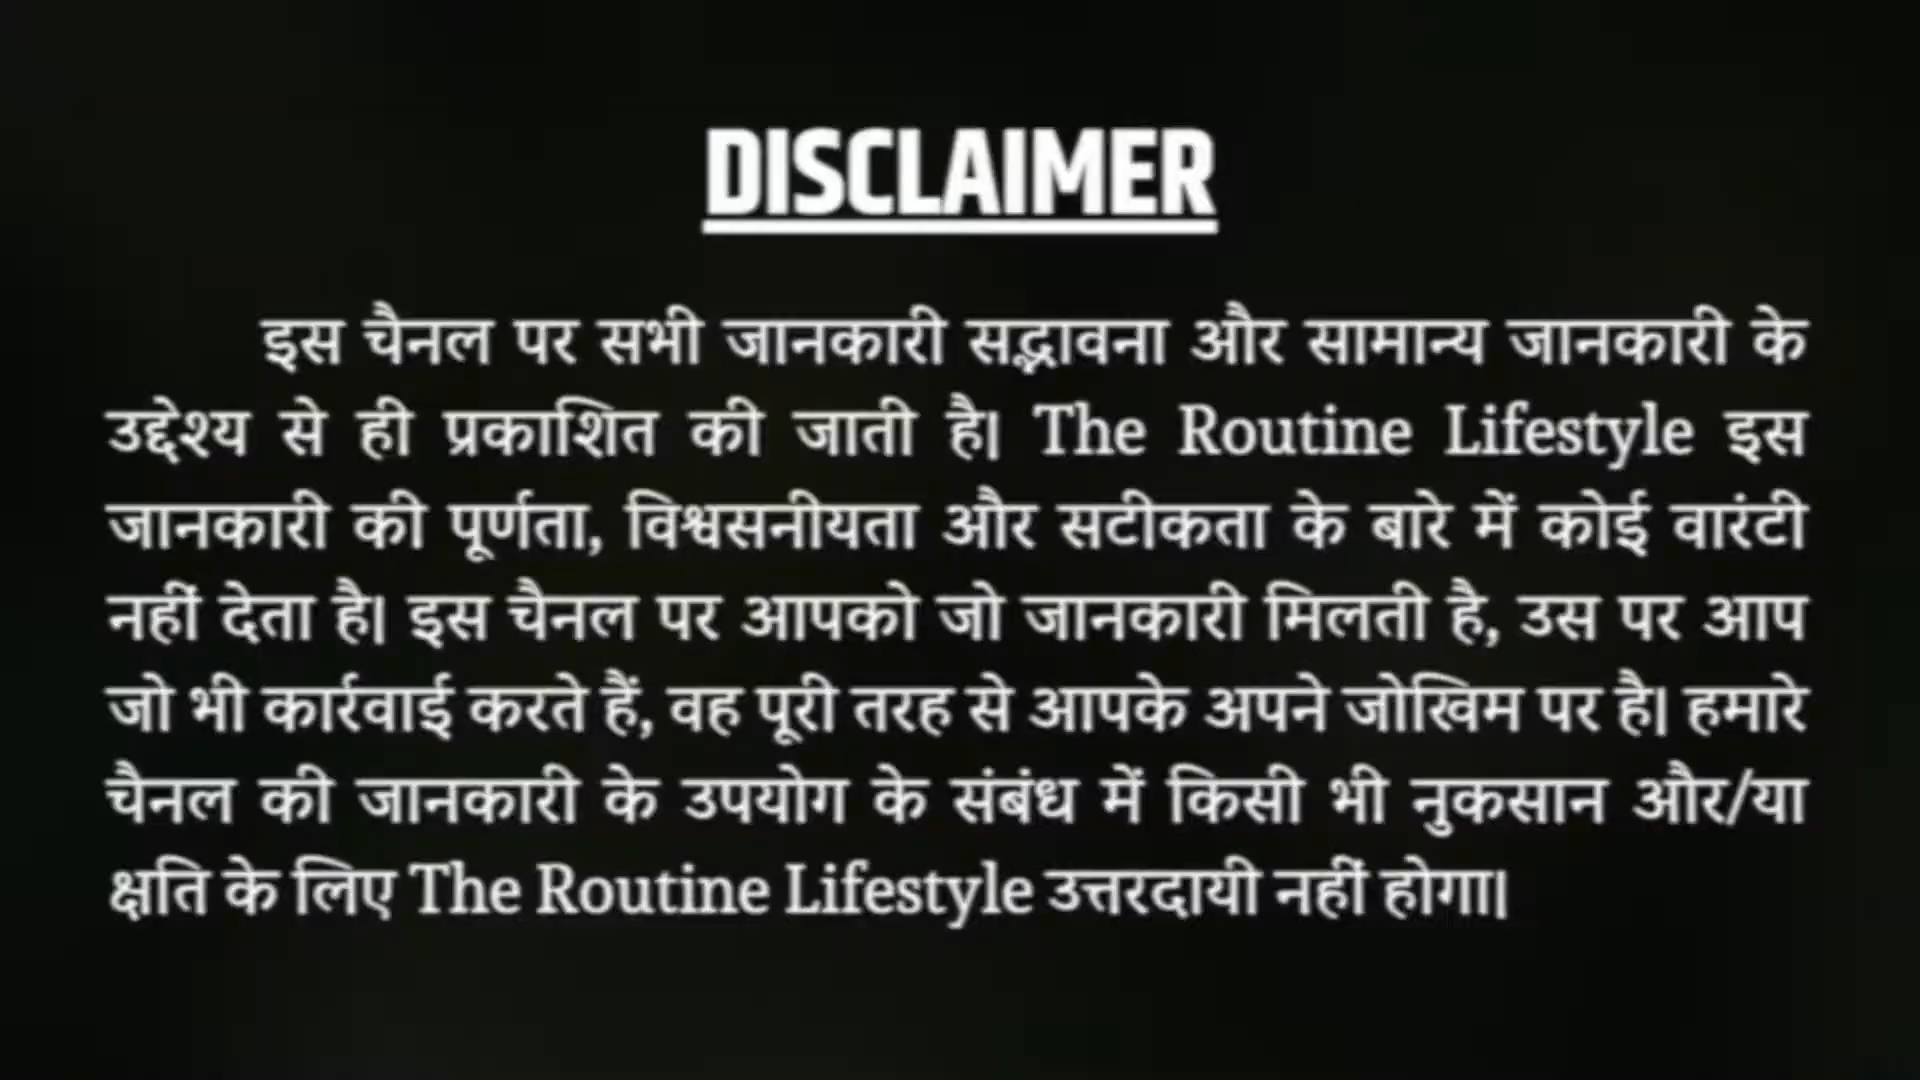 DISCLAIMER
इस चैनल पर सभी जानकारी सद्भावना और सामान्य जानकारी के
उद्देश्य से ही प्रकाशित की जाती है। The Routine Lifestyle इस
जानकारी की पूर्णता, विश्वसनीयता और सटीकता के बारे में कोई वारंटी
नहीं देता है। इस चैनल पर आपको जो जानकारी मिलती है, उस पर आप
जो भी कार्रवाई करते हैं, वह पूरी तरह से आपके अपने जोखिम पर है। हमारे
चैनल की जानकारी के उपयोग के संबंध में किसी भी नुकसान और/या
क्षति के लिए The Routine Lifestyle उत्तरदायी नहीं होगा।